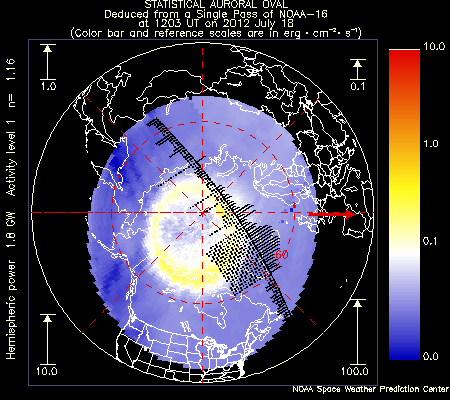 STATISTICAL AURORAL OVAL
Deduced from a Single Pass of NOAA-16
at 1203 UT on 2012 July 18
(Color bar and reference scales are in erg · cm⁻² · s⁻¹)
1.0
0.1
10.0
1.0
0.1
0.0
60
10.0
100.0
Hemispheric power 1.8 GW Activity level 1 n= 1.16
NOAA Space Weather Prediction Center